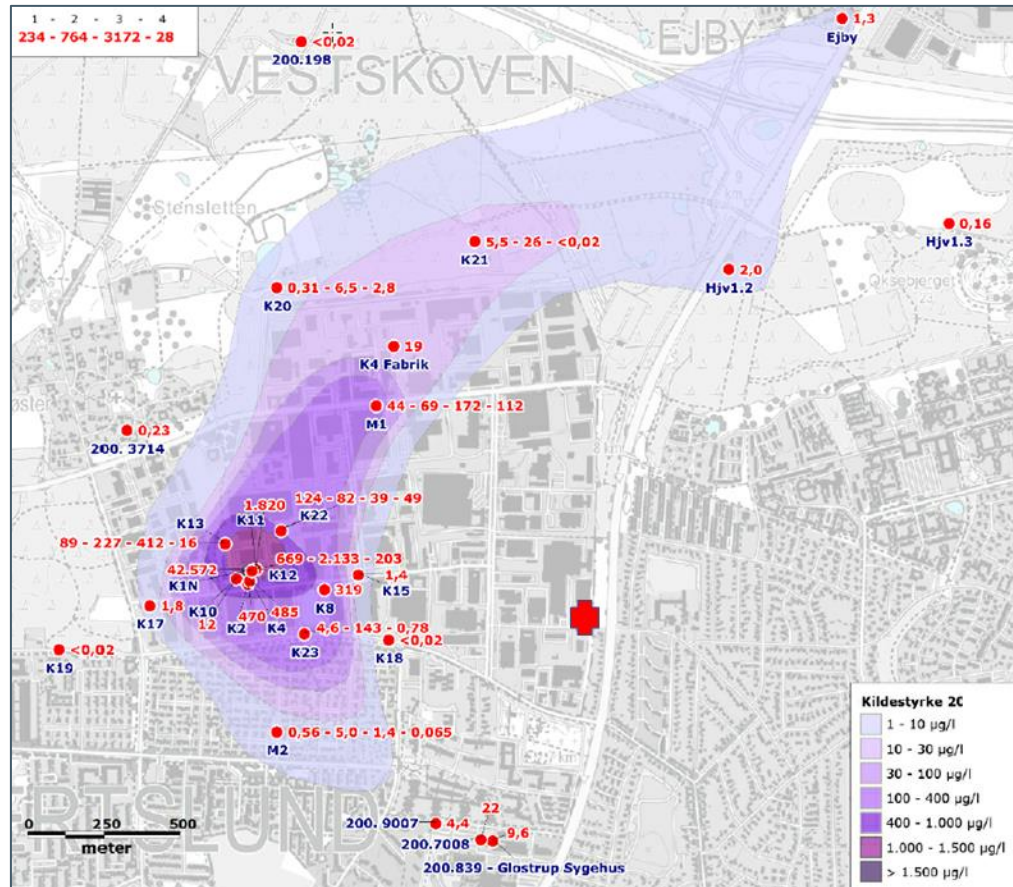 1 - 2 - 3 - 4
234 - 764 - 3172 - 28
<0,02
200.198
VESTSKOVEN
EJBY
1,3
Ejby
Stensletten
5,5 - 26 - <0,02
K21
0,16
Hjv1.3
2,0
Hjv1.2
Oksebjerget
23
0,31 - 6,5 - 2,8
K20
19
K4 Fabrik
44 - 69 - 172 - 112
M1
0,23
200. 3714
124 - 82 - 39 - 49
1.820
K22
K11
K13
89 - 227 - 412 - 16
669 - 2.133 - 203
42.572
K12
K1N
1,4
K15
K10
319
K8
1,8
K17
12
K2
470
485
K4
4,6 - 143 - 0,78
K23
<0,02
K18
<0,02
K19
0,56 - 5,0 - 1,4 - 0,065
M2
ERTSLUND
0 250 500
meter
22
200. 9007
4,4
200.7008
9,6
200.839 - Glostrup Sygehus
Kildestyrke 20
1 - 10 µg/l
10 - 30 µg/l
30 - 100 µg/l
100 - 400 µg/l
400 - 1.000 µg/l
1.000 - 1.500 µg/l
> 1.500 µg/l